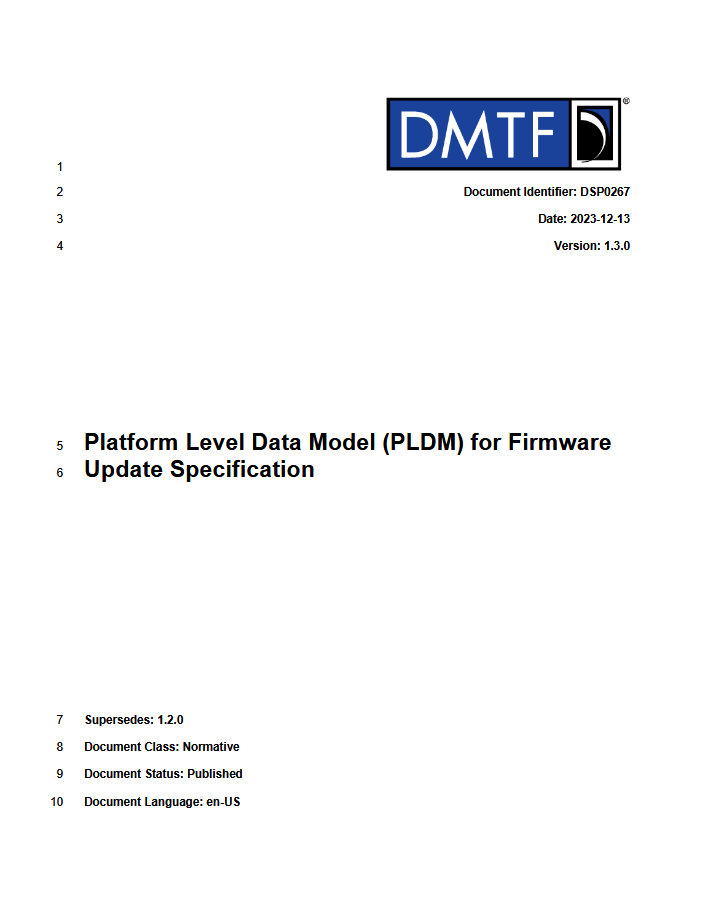 DMTF®
1
2 Document Identifier: DSP0267
3 Date: 2023-12-13
4 Version: 1.3.0
5 Platform Level Data Model (PLDM) for Firmware
6 Update Specification
7 Supersedes: 1.2.0
8 Document Class: Normative
9 Document Status: Published
10 Document Language: en-US